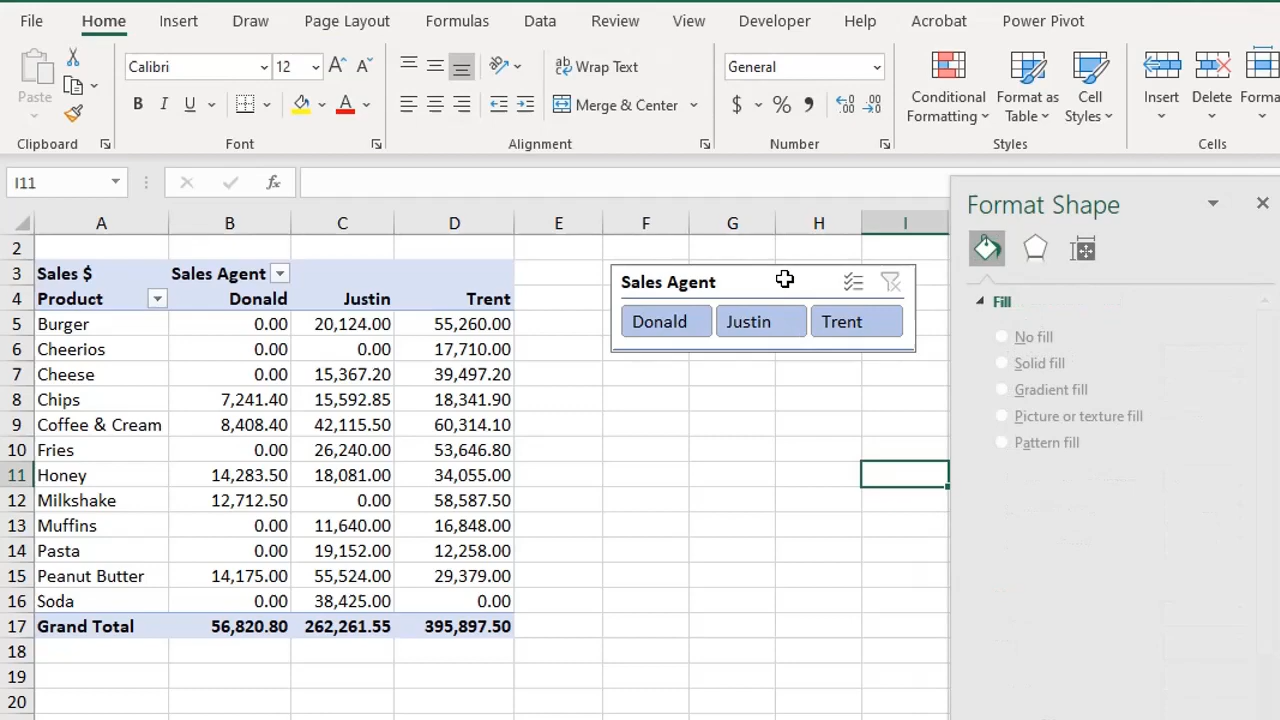 File Home Insert Draw Page Layout Formulas Data Review View Developer Help Acrobat Power Pivot
Paste
Calibri 12
B I U
Wrap Text
Merge & Center
General
$ % 9
Conditional Formatting
Format as Table
Cell Styles
Insert Delete
Clipboard Font Alignment Number Styles Cells
I11 fx
A B C D E F G H I
2
3 Sales $ Sales Agent
4 Product Donald Justin Trent
5 Burger 0.00 20,124.00 55,260.00
6 Cheerios 0.00 0.00 17,710.00
7 Cheese 0.00 15,367.20 39,497.20
8 Chips 7,241.40 15,592.85 18,341.90
9 Coffee & Cream 8,408.40 42,115.50 60,314.10
10 Fries 0.00 26,240.00 53,646.80
11 Honey 14,283.50 18,081.00 34,055.00
12 Milkshake 12,712.50 0.00 58,587.50
13 Muffins 0.00 11,640.00 16,848.00
14 Pasta 0.00 19,152.00 12,258.00
15 Peanut Butter 14,175.00 55,524.00 29,379.00
16 Soda 0.00 38,425.00 0.00
17 Grand Total 56,820.80 262,261.55 395,897.50
18
19
20
Sales Agent
Donald Justin Trent
Format Shape
Fill
No fill
Solid fill
Gradient fill
Picture or texture fill
Pattern fill